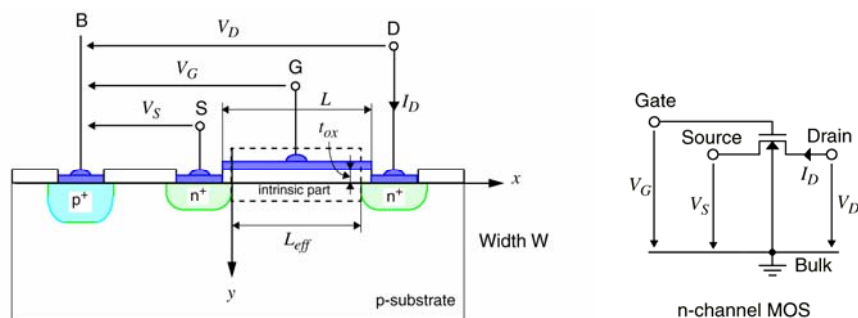 B
V_D
D
V_G
G
V_S
S
L
I_D
t_ox
x
p+
n+
intrinsic part
n+
L_eff
Width W
y
p-substrate
Gate
Source
Drain
I_D
V_G
V_S
V_D
Bulk
n-channel MOS